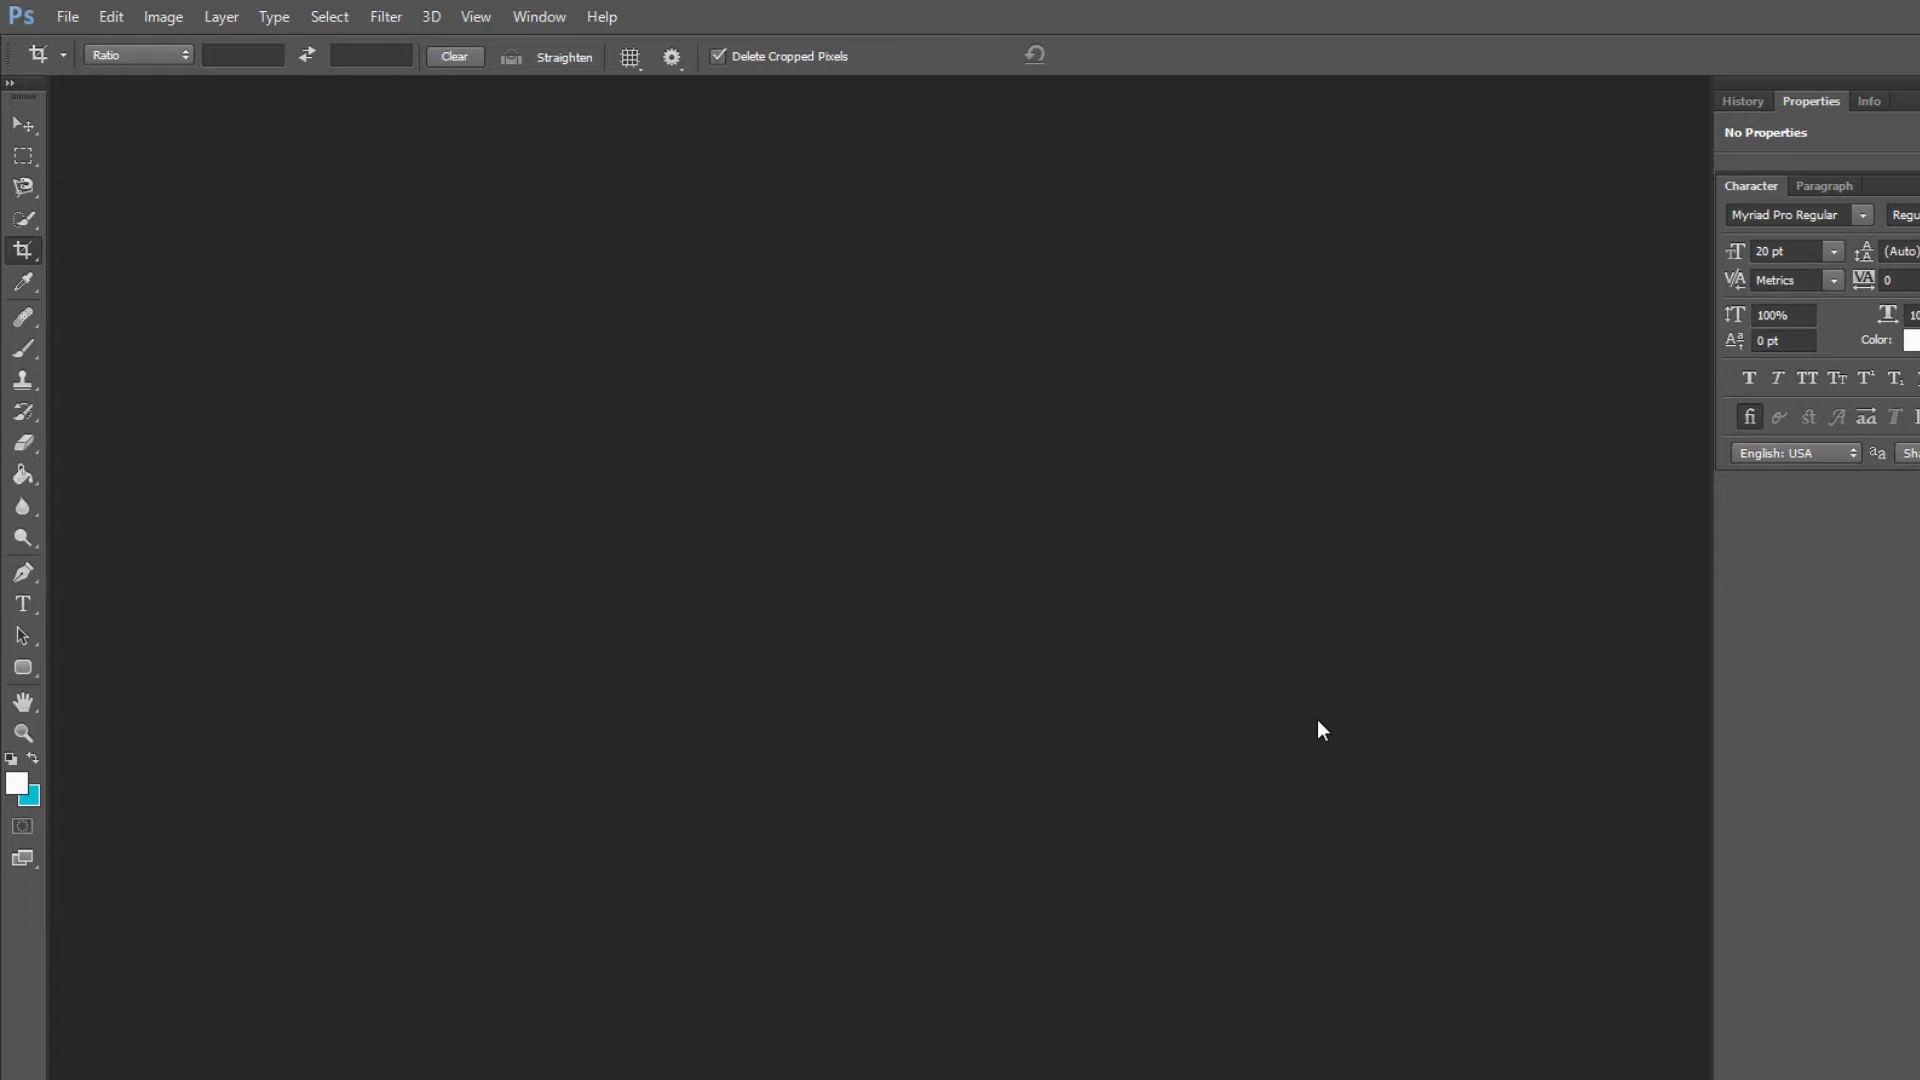 Ps File Edit Image Layer Type Select Filter 3D View Window Help
Ratio Clear Straighten Delete Cropped Pixels
History Properties Info
No Properties
Character Paragraph
Myriad Pro Regular
20 pt (Auto)
Metrics 0
100%
0 pt Color:
English: USA